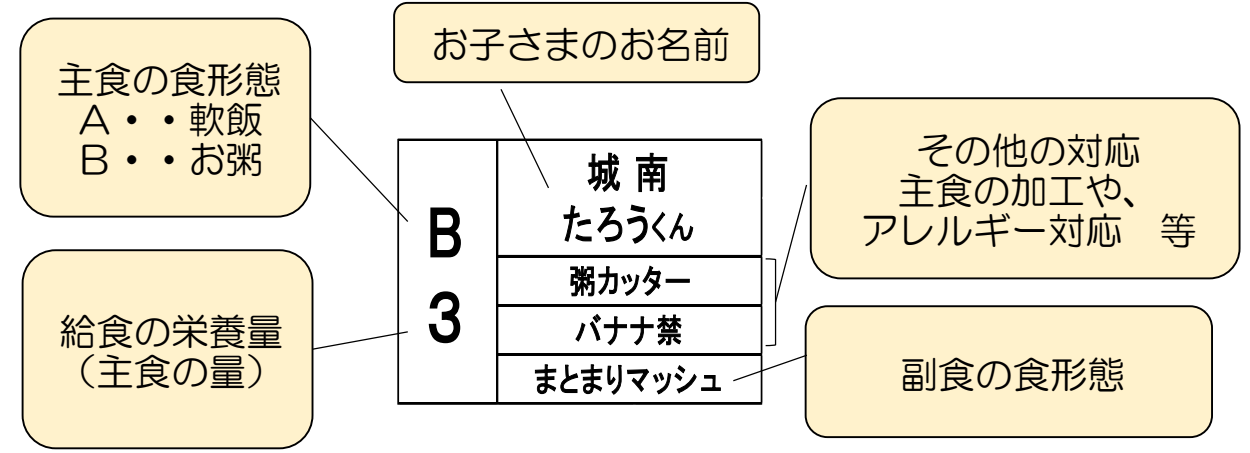 お子さまのお名前
主食の食形態
A・・軟飯
B・・お粥
給食の栄養量
（主食の量）
B
3
城 南
たろうくん
粥カッター
バナナ禁
まとまりマッシュ
その他の対応
主食の加工や、
アレルギー対応　等
副食の食形態